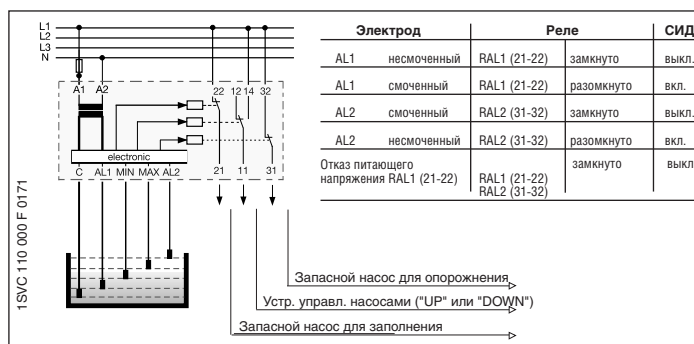 L1
L2
L3
N
A1 A2
22 12 14 32
electronic
C AL1 MIN MAX AL2
21 11 31
1SVC 110 000 F 0171
Запасной насос для опорожнения
Устр. управл. насосами ("UP" или "DOWN")
Запасной насос для заполнения
Электрод Реле СИД
AL1 несмоченный RAL1 (21-22) замкнуто выкл.
AL1 смоченный RAL1 (21-22) разомкнуто вкл.
AL2 смоченный RAL2 (31-32) замкнуто выкл.
AL2 несмоченный RAL2 (31-32) разомкнуто вкл.
Отказ питающего замкнуто выкл
напряжения RAL1 (21-22) RAL1 (21-22)
RAL2 (31-32)